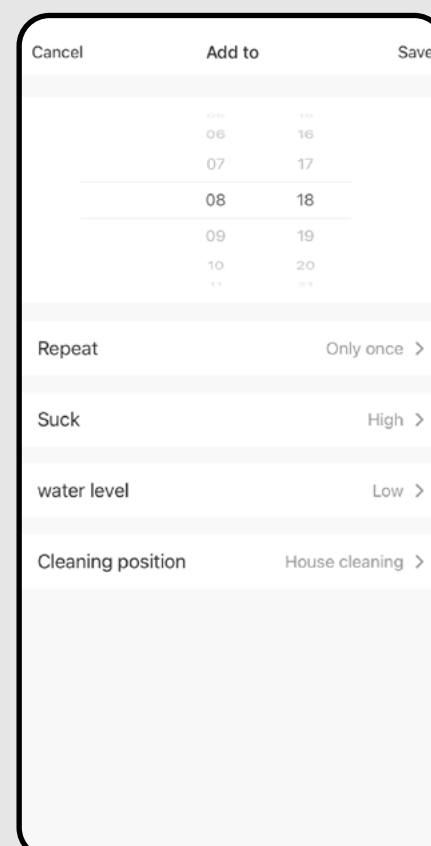 Cancel Add to Save
06 16
07 17
08 18
09 19
10 20
Repeat Only once >
Suck High >
water level Low >
Cleaning position House cleaning >